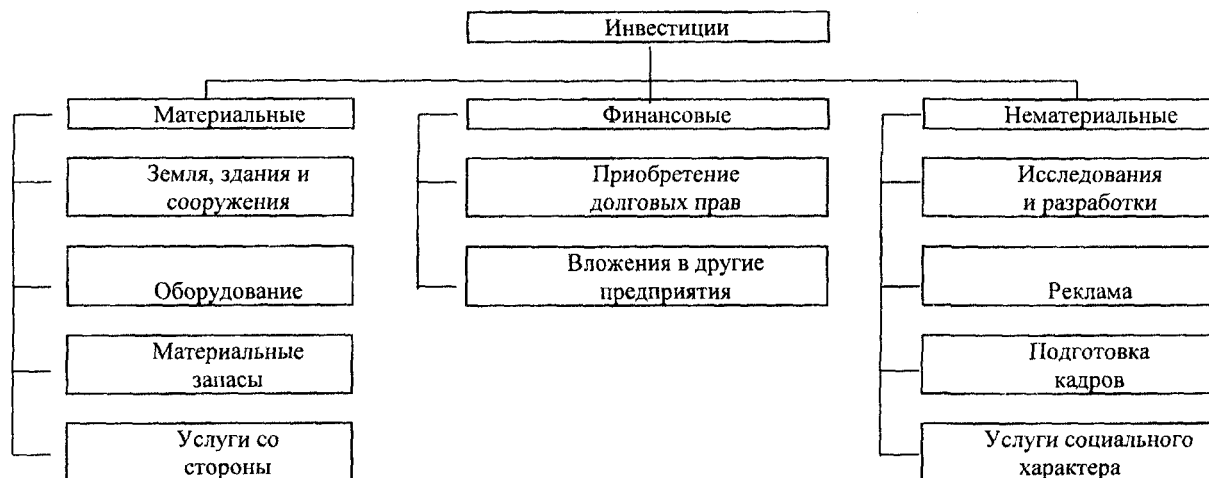 Инвестиции
Материальные
Финансовые
Нематериальные
Земля, здания и
сооружения
Приобретение
долговых прав
Исследования
и разработки
Оборудование
Вложения в другие
предприятия
Реклама
Материальные
запасы
Подготовка
кадров
Услуги со
стороны
Услуги социального
характера